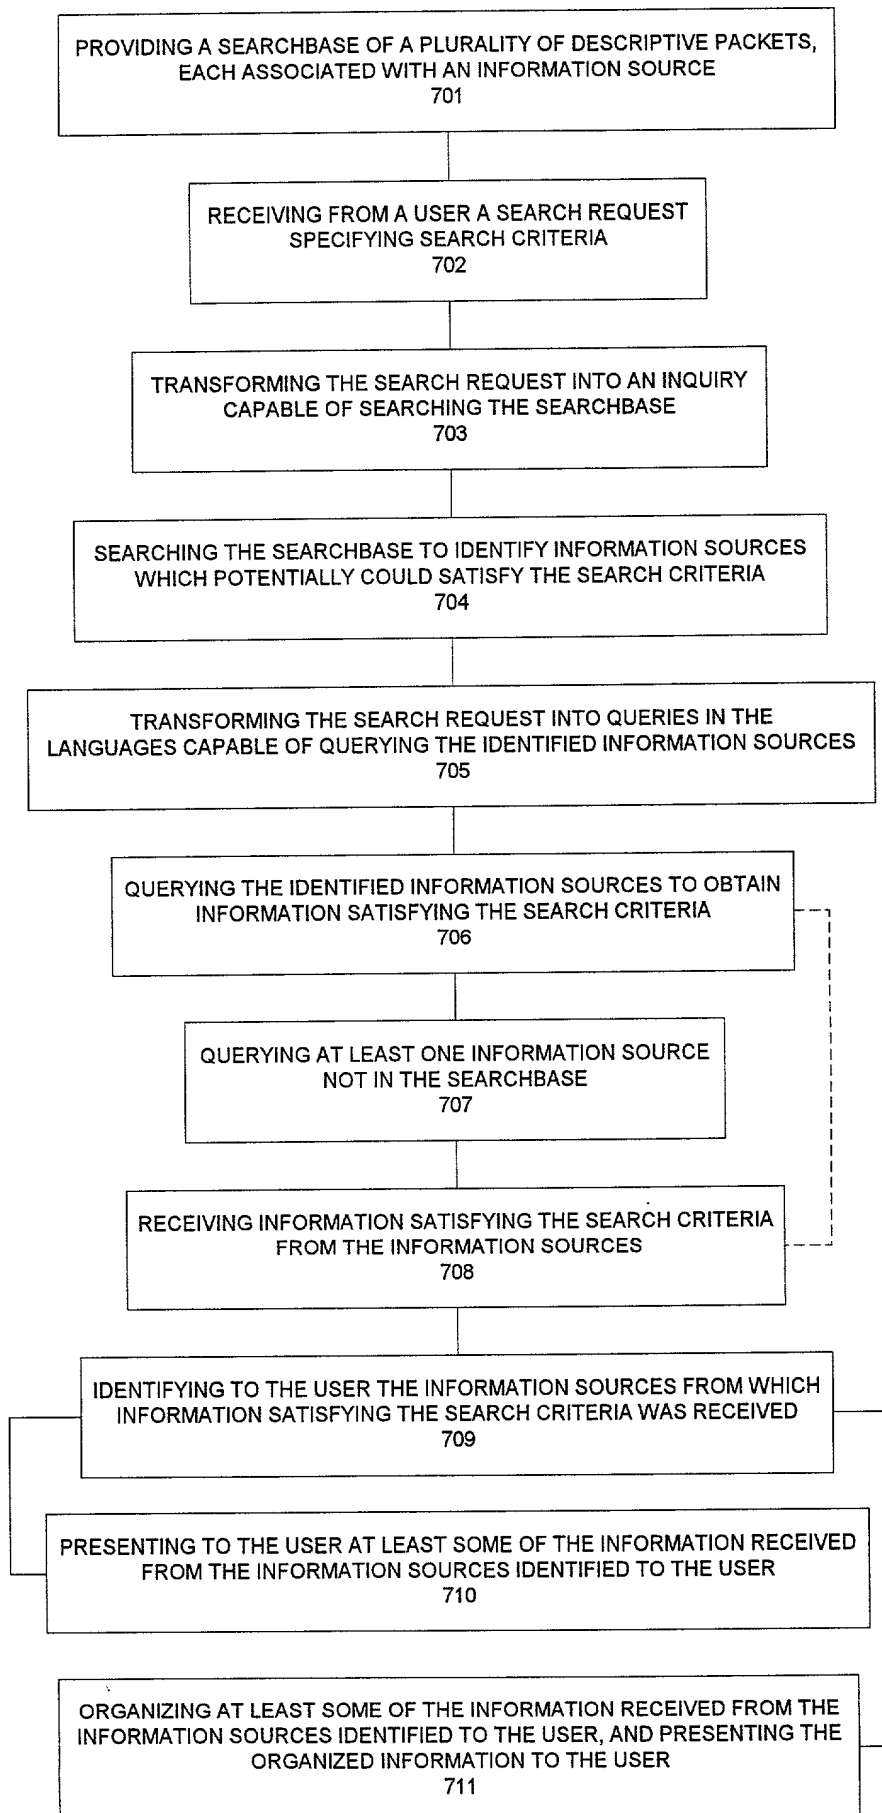 PROVIDING A SEARCHBASE OF A PLURALITY OF DESCRIPTIVE PACKETS,
EACH ASSOCIATED WITH AN INFORMATION SOURCE
701
RECEIVING FROM A USER A SEARCH REQUEST
SPECIFYING SEARCH CRITERIA
702
TRANSFORMING THE SEARCH REQUEST INTO AN INQUIRY
CAPABLE OF SEARCHING THE SEARCHBASE
703
SEARCHING THE SEARCHBASE TO IDENTIFY INFORMATION SOURCES
WHICH POTENTIALLY COULD SATISFY THE SEARCH CRITERIA
704
TRANSFORMING THE SEARCH REQUEST INTO QUERIES IN THE
LANGUAGES CAPABLE OF QUERYING THE IDENTIFIED INFORMATION SOURCES
705
QUERYING THE IDENTIFIED INFORMATION SOURCES TO OBTAIN
INFORMATION SATISFYING THE SEARCH CRITERIA
706
QUERYING AT LEAST ONE INFORMATION SOURCE
NOT IN THE SEARCHBASE
707
RECEIVING INFORMATION SATISFYING THE SEARCH CRITERIA
FROM THE INFORMATION SOURCES
708
IDENTIFYING TO THE USER THE INFORMATION SOURCES FROM WHICH
INFORMATION SATISFYING THE SEARCH CRITERIA WAS RECEIVED
709
PRESENTING TO THE USER AT LEAST SOME OF THE INFORMATION RECEIVED
FROM THE INFORMATION SOURCES IDENTIFIED TO THE USER
710
ORGANIZING AT LEAST SOME OF THE INFORMATION RECEIVED FROM THE
INFORMATION SOURCES IDENTIFIED TO THE USER, AND PRESENTING THE
ORGANIZED INFORMATION TO THE USER
711